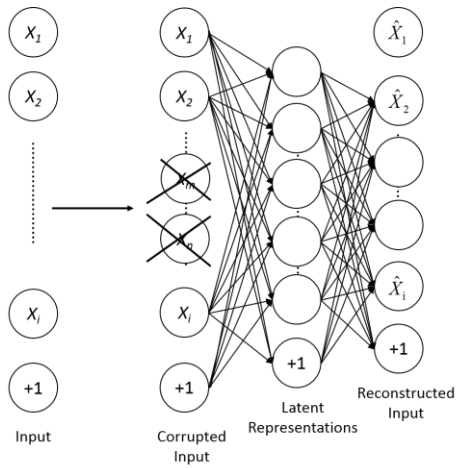 X1
X2
Xi
+1
Input
X1
X2
Xm
Xn
Xi
+1
Corrupted
Input
+1
Latent
Representations
X̂1
X̂2
X̂i
+1
Reconstructed
Input